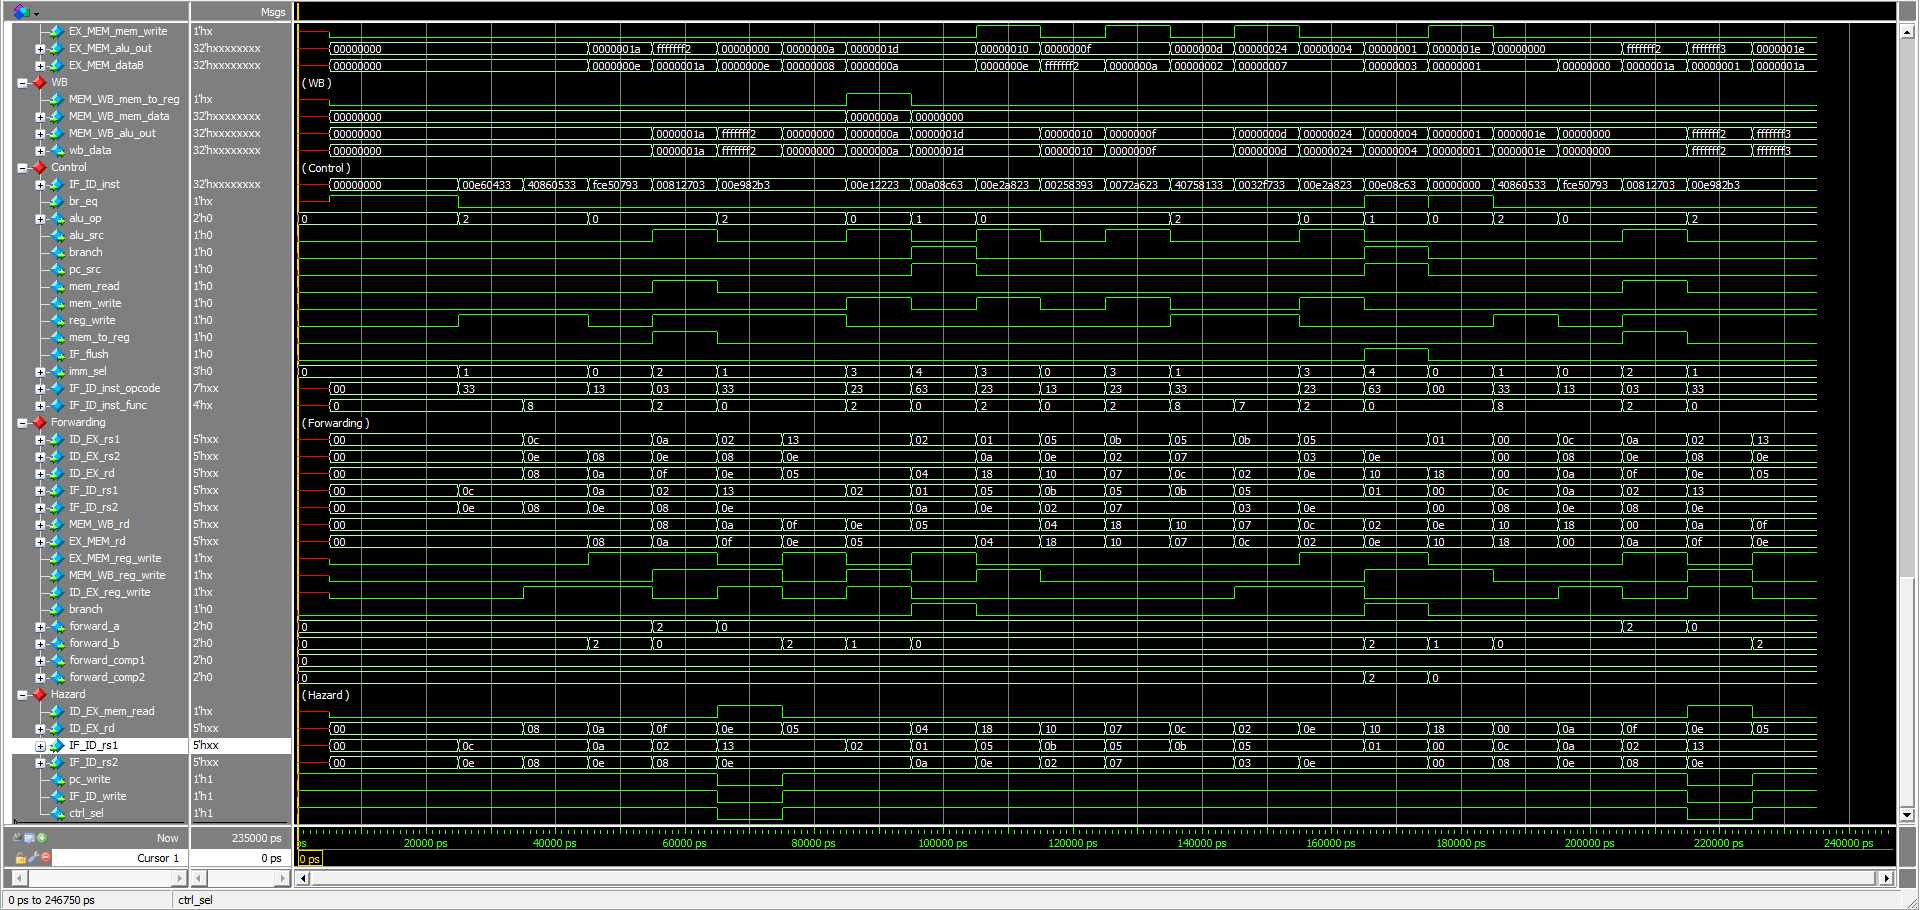 Msgs
EX_MEM_mem_write 1'hx
EX_MEM_alu_out 32'hxxxxxxxx 00000000 0000001a fffffff2 00000000 0000000a 0000001d 00000010 0000000f 0000000d 00000024 00000004 00000001 0000001e 00000000 fffffff2 fffffff3 0000001e
EX_MEM_dataB 32'hxxxxxxxx 00000000 0000000e 0000001a 0000000e 00000008 0000000a 0000000e fffffff2 0000000a 00000002 00000007 00000003 00000001 00000000 0000001a 00000001 0000001a
WB (WB)
MEM_WB_mem_to_reg 1'hx
MEM_WB_mem_data 32'hxxxxxxxx 00000000 0000000a 00000000
MEM_WB_alu_out 32'hxxxxxxxx 00000000 0000001a fffffff2 00000000 0000000a 0000001d 00000010 0000000f 0000000d 00000024 00000004 00000001 0000001e 00000000 fffffff2 fffffff3
wb_data 32'hxxxxxxxx 00000000 0000001a fffffff2 00000000 0000000a 0000001d 00000010 0000000f 0000000d 00000024 00000004 00000001 0000001e 00000000 fffffff2 fffffff3
Control (Control)
IF_ID_inst 32'hxxxxxxxx 00000000 00e60433 40860533 fce50793 00812703 00e982b3 00e12223 00a08c63 00e2a823 00258393 0072a623 40758133 0032f733 00e2a823 00e08c63 00000000 40860533 fce50793 00812703 00e982b3
br_eq 1'hx
alu_op 2'h0 0 2 0 2 0 1 0 2 0 1 0 2 0 2
alu_src 1'h0
branch 1'h0
pc_src 1'h0
mem_read 1'h0
mem_write 1'h0
reg_write 1'h0
mem_to_reg 1'h0
IF_flush 1'h0
imm_sel 3'h0 0 1 0 2 1 3 4 3 0 3 1 3 4 0 1 0 2 1
IF_ID_inst_opcode 7'hxx 00 33 13 03 33 23 63 23 13 23 33 23 63 00 33 13 03 33
IF_ID_inst_func 4'hx 0 8 0 2 0 2 0 2 0 2 8 7 2 0 8 0 2 0
Forwarding (Forwarding)
ID_EX_rs1 5'hxx 00 0c 0a 02 13 02 01 05 0b 05 0b 05 01 00 0c 0a 02 13
ID_EX_rs2 5'hxx 00 0e 08 0e 08 0e 0a 0e 02 07 03 0e 00 08 0e 08 0e
ID_EX_rd 5'hxx 00 08 0a 0f 0e 05 04 18 10 07 0c 02 0e 10 18 00 0a 0f 0e 05
IF_ID_rs1 5'hxx 00 0c 0a 02 13 02 01 05 0b 05 0b 05 01 00 0c 0a 02 13
IF_ID_rs2 5'hxx 00 0e 08 0e 08 0e 0a 0e 02 07 03 0e 00 08 0e 08 0e
MEM_WB_rd 5'hxx 00 08 0a 0f 0e 05 04 18 10 07 0c 02 0e 10 18 00 0a 0f
EX_MEM_rd 5'hxx 00 08 0a 0f 0e 05 04 18 10 07 0c 02 0e 10 18 00 0a 0f 0e
EX_MEM_reg_write 1'hx
MEM_WB_reg_write 1'hx
ID_EX_reg_write 1'hx
branch 1'h0
forward_a 2'h0 0 2 0 2 0
forward_b 2'h0 0 2 0 2 1 0 2 1 0 2
forward_comp1 2'h0 0
forward_comp2 2'h0 0 2 0
Hazard (Hazard)
ID_EX_mem_read 1'hx
ID_EX_rd 5'hxx 00 08 0a 0f 0e 05 04 18 10 07 0c 02 0e 10 18 00 0a 0f 0e 05
IF_ID_rs1 5'hxx 00 0c 0a 02 13 02 01 05 0b 05 0b 05 01 00 0c 0a 02 13
IF_ID_rs2 5'hxx 00 0e 08 0e 08 0e 0a 0e 02 07 03 0e 00 08 0e 08 0e
pc_write 1'h1
IF_ID_write 1'h1
ctrl_sel 1'h1
Now 235000 ps ps 20000 ps 40000 ps 60000 ps 80000 ps 100000 ps 120000 ps 140000 ps 160000 ps 180000 ps 200000 ps 220000 ps 240000 ps
Cursor 1 0 ps 0 ps
0 ps to 246750 ps ctrl_sel